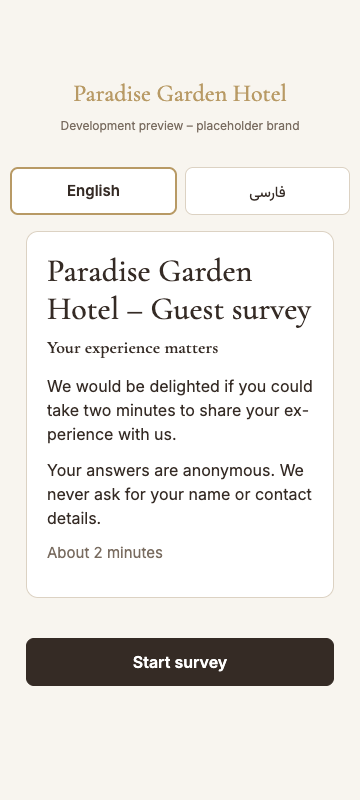 Paradise Garden Hotel
Development preview – placeholder brand
English
فارسی
Paradise Garden
Hotel – Guest survey
Your experience matters
We would be delighted if you could
take two minutes to share your ex-
perience with us.
Your answers are anonymous. We
never ask for your name or contact
details.
About 2 minutes
Start survey